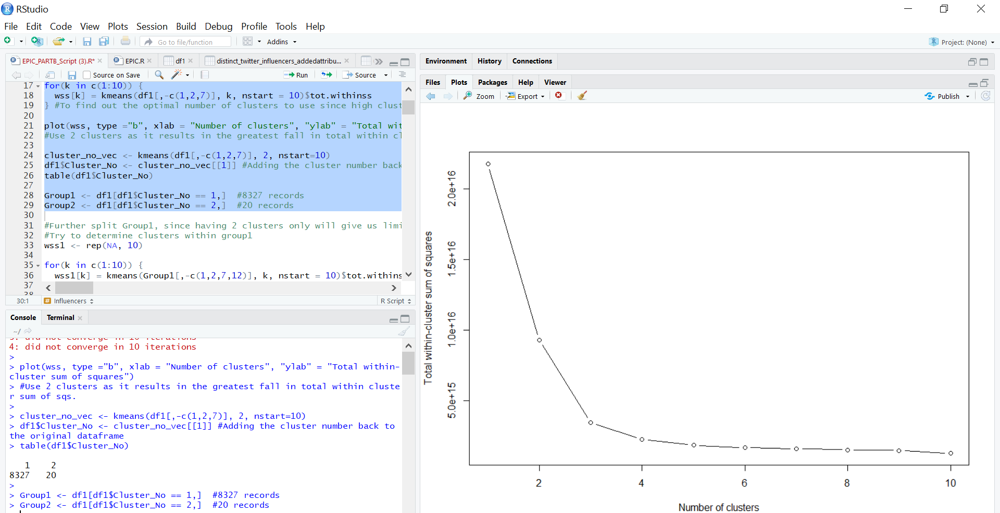 RStudio
File Edit Code View Plots Session Build Debug Profile Tools Help
Go to file/function Addins Project: (None)
EPIC_PARTB_Script (3).R* EPIC.R df1 distinct_twitter_influencers_addedattribu...
Source on Save Run Source
17 for(k in c(1:10)) {
18 wss[k] = kmeans(df1[,-c(1,2,7)], k, nstart = 10)$tot.withinss
19 } #To find out the optimal number of clusters to use since high clust
20
21 plot(wss, type ="b", xlab = "Number of clusters", "ylab" = "Total wit
22 #Use 2 clusters as it results in the greatest fall in total within cl
23
24 cluster_no_vec <- kmeans(df1[,-c(1,2,7)], 2, nstart=10)
25 df1$Cluster_No <- cluster_no_vec[[1]] #Adding the cluster number back
26 table(df1$Cluster_No)
27
28 Group1 <- df1[df1$Cluster_No == 1,] #8327 records
29 Group2 <- df1[df1$Cluster_No == 2,] #20 records
30
31 #Further split Group1, since having 2 clusters only will give us limi
32 #Try to determine clusters within group1
33 wss1 <- rep(NA, 10)
34
35 for(k in c(1:10)) {
36 wss1[k] = kmeans(Group1[,-c(1,2,7,12)], k, nstart = 10)$tot.withins
37
38
30:1 # Influencers R Script
Console Terminal
~/
3: did not converge in 10 iterations
4: did not converge in 10 iterations
>
> plot(wss, type ="b", xlab = "Number of clusters", "ylab" = "Total within-
cluster sum of squares")
> #Use 2 clusters as it results in the greatest fall in total within cluste
r sum of sqs.
>
> cluster_no_vec <- kmeans(df1[,-c(1,2,7)], 2, nstart=10)
> df1$Cluster_No <- cluster_no_vec[[1]] #Adding the cluster number back to
the original dataframe
> table(df1$Cluster_No)
1 2
8327 20
>
> Group1 <- df1[df1$Cluster_No == 1,] #8327 records
> Group2 <- df1[df1$Cluster_No == 2,] #20 records
Environment History Connections
Files Plots Packages Help Viewer
Zoom Export Publish
Total within-cluster sum of squares
2.0e+16
1.5e+16
1.0e+16
5.0e+15
2 4 6 8 10
Number of clusters